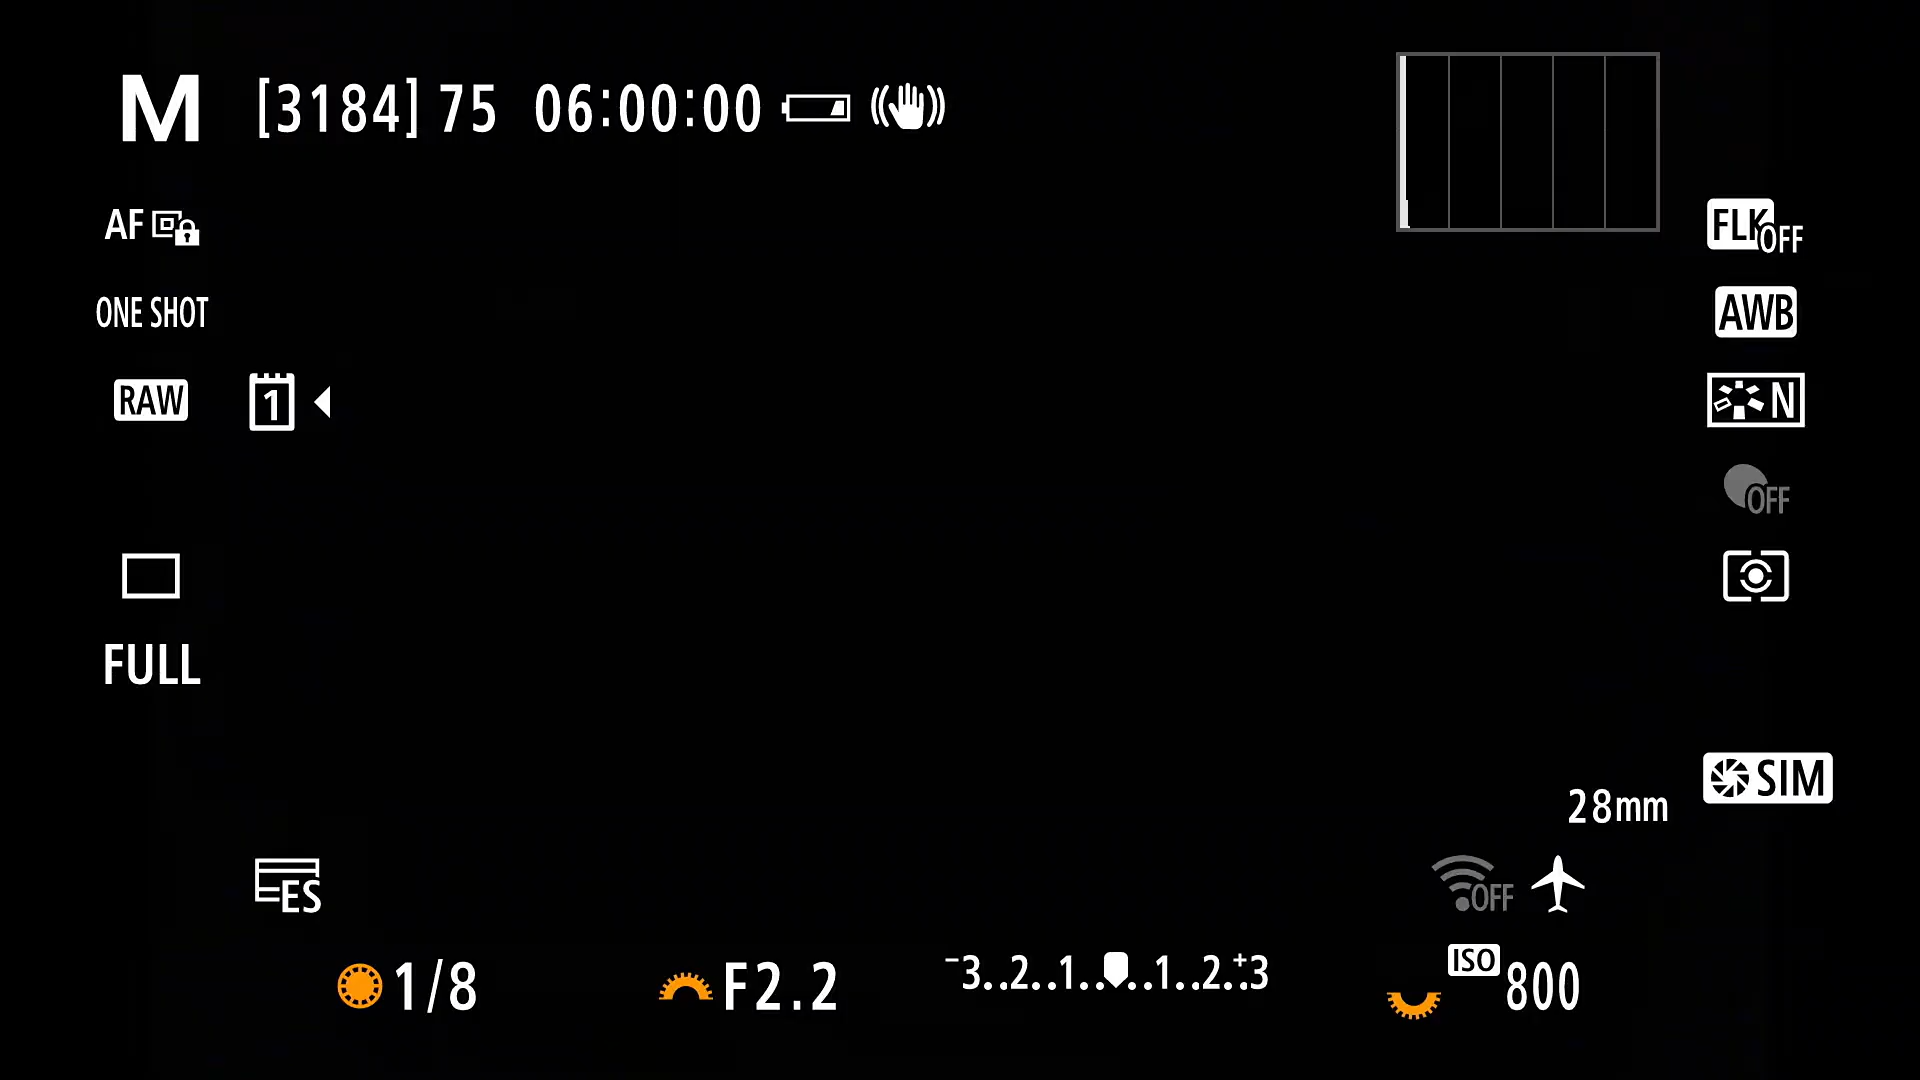 M [3184] 75 06:00:00
AF
FLK OFF
ONE SHOT
AWB
RAW 1
N
OFF
FULL
SIM
28mm
ES
OFF
1/8 F2.2 -3..2..1..​..1..2..+3 ISO 800